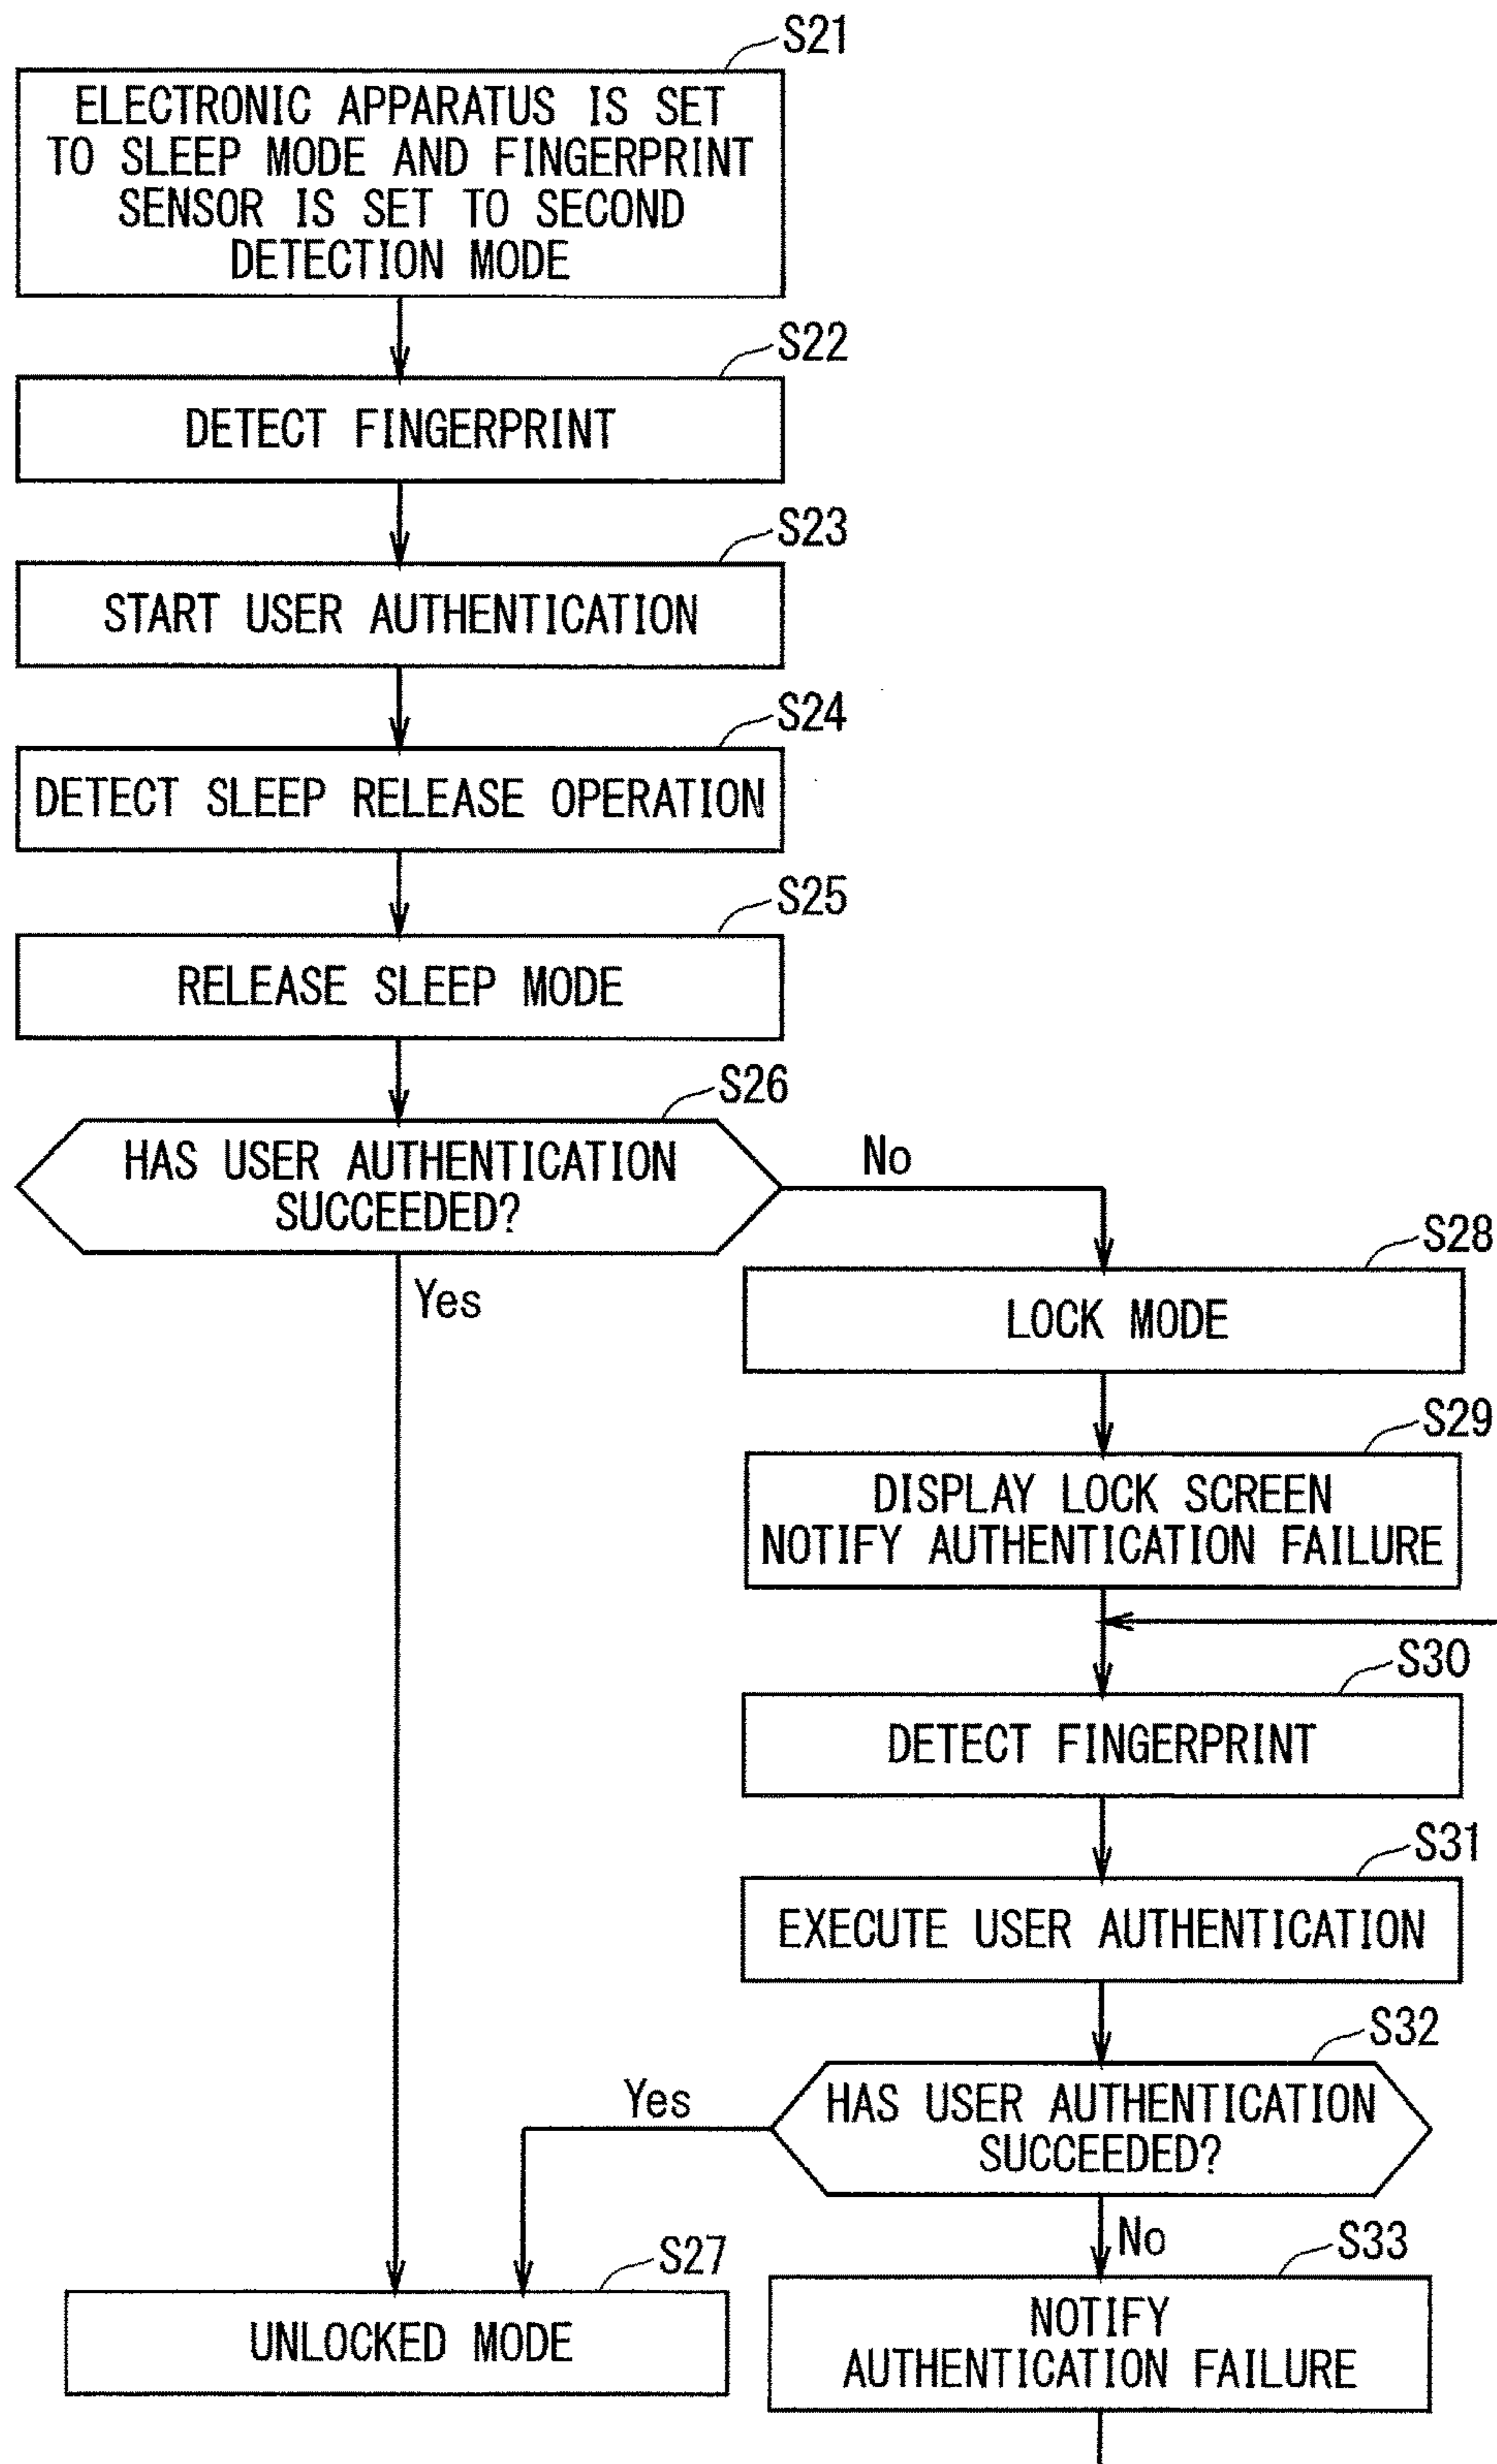 S21
ELECTRONIC APPARATUS IS SET
TO SLEEP MODE AND FINGERPRINT
SENSOR IS SET TO SECOND
DETECTION MODE
S22
DETECT FINGERPRINT
S23
START USER AUTHENTICATION
S24
DETECT SLEEP RELEASE OPERATION
S25
RELEASE SLEEP MODE
S26
HAS USER AUTHENTICATION
SUCCEEDED?
No
Yes
S28
LOCK MODE
S29
DISPLAY LOCK SCREEN
NOTIFY AUTHENTICATION FAILURE
S30
DETECT FINGERPRINT
S31
EXECUTE USER AUTHENTICATION
S32
HAS USER AUTHENTICATION
SUCCEEDED?
Yes
No
S27
UNLOCKED MODE
S33
NOTIFY
AUTHENTICATION FAILURE